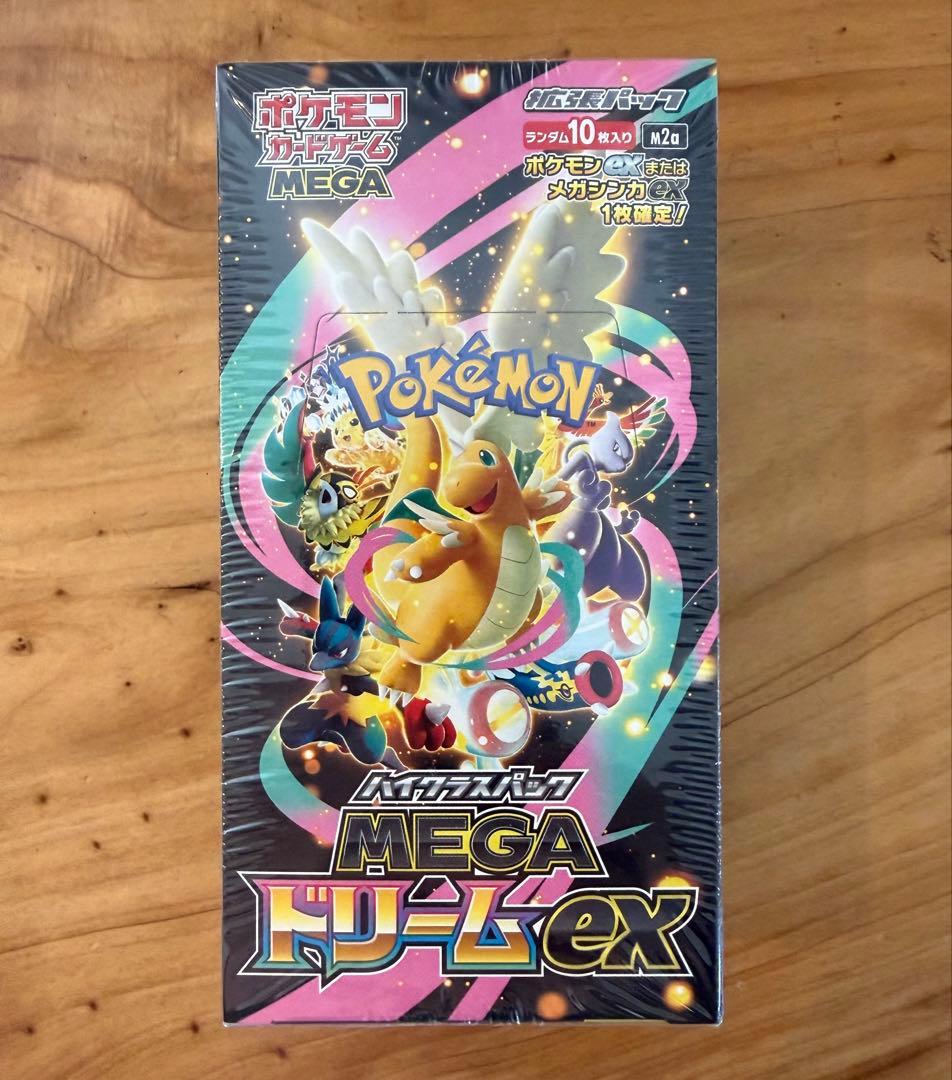 ポケモン
カードゲーム™
MEGA
拡張パック
ランダム10枚入り
M2a
ポケモンexまたは
メガシンカex
1枚確定!
POKéMON™
ハイクラスパック
MEGA
ドリームex